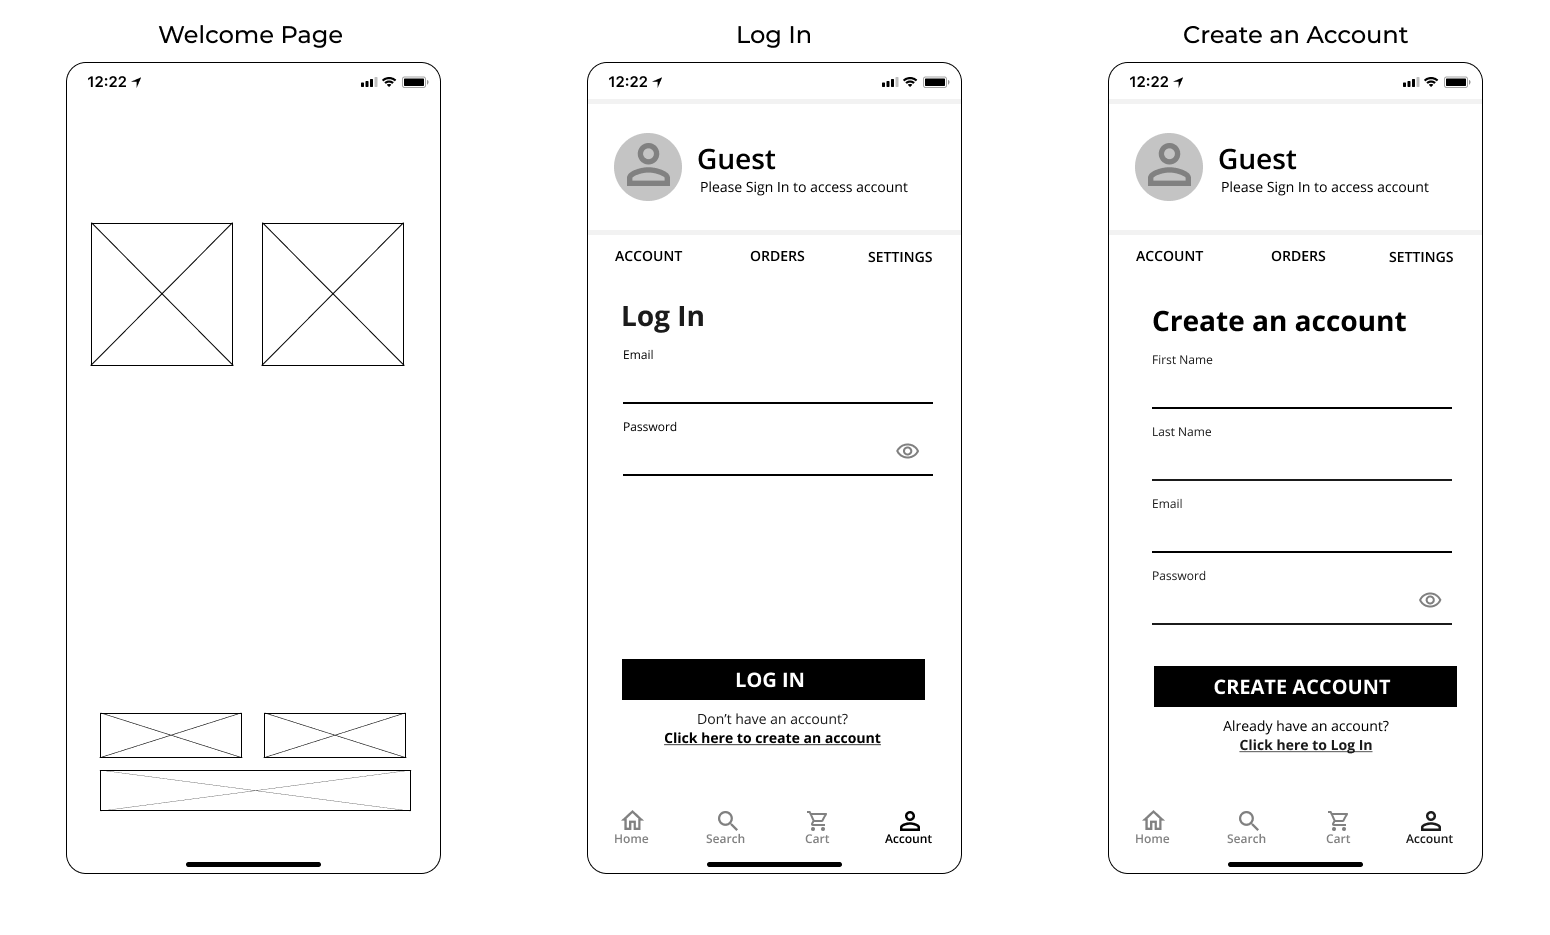 Welcome Page
12:22
Log In
12:22
Guest
Please Sign In to access account
ACCOUNT ORDERS SETTINGS
Log In
Email
Password
LOG IN
Don’t have an account?
Click here to create an account
Home Search Cart Account
Create an Account
12:22
Guest
Please Sign In to access account
ACCOUNT ORDERS SETTINGS
Create an account
First Name
Last Name
Email
Password
CREATE ACCOUNT
Already have an account?
Click here to Log In
Home Search Cart Account